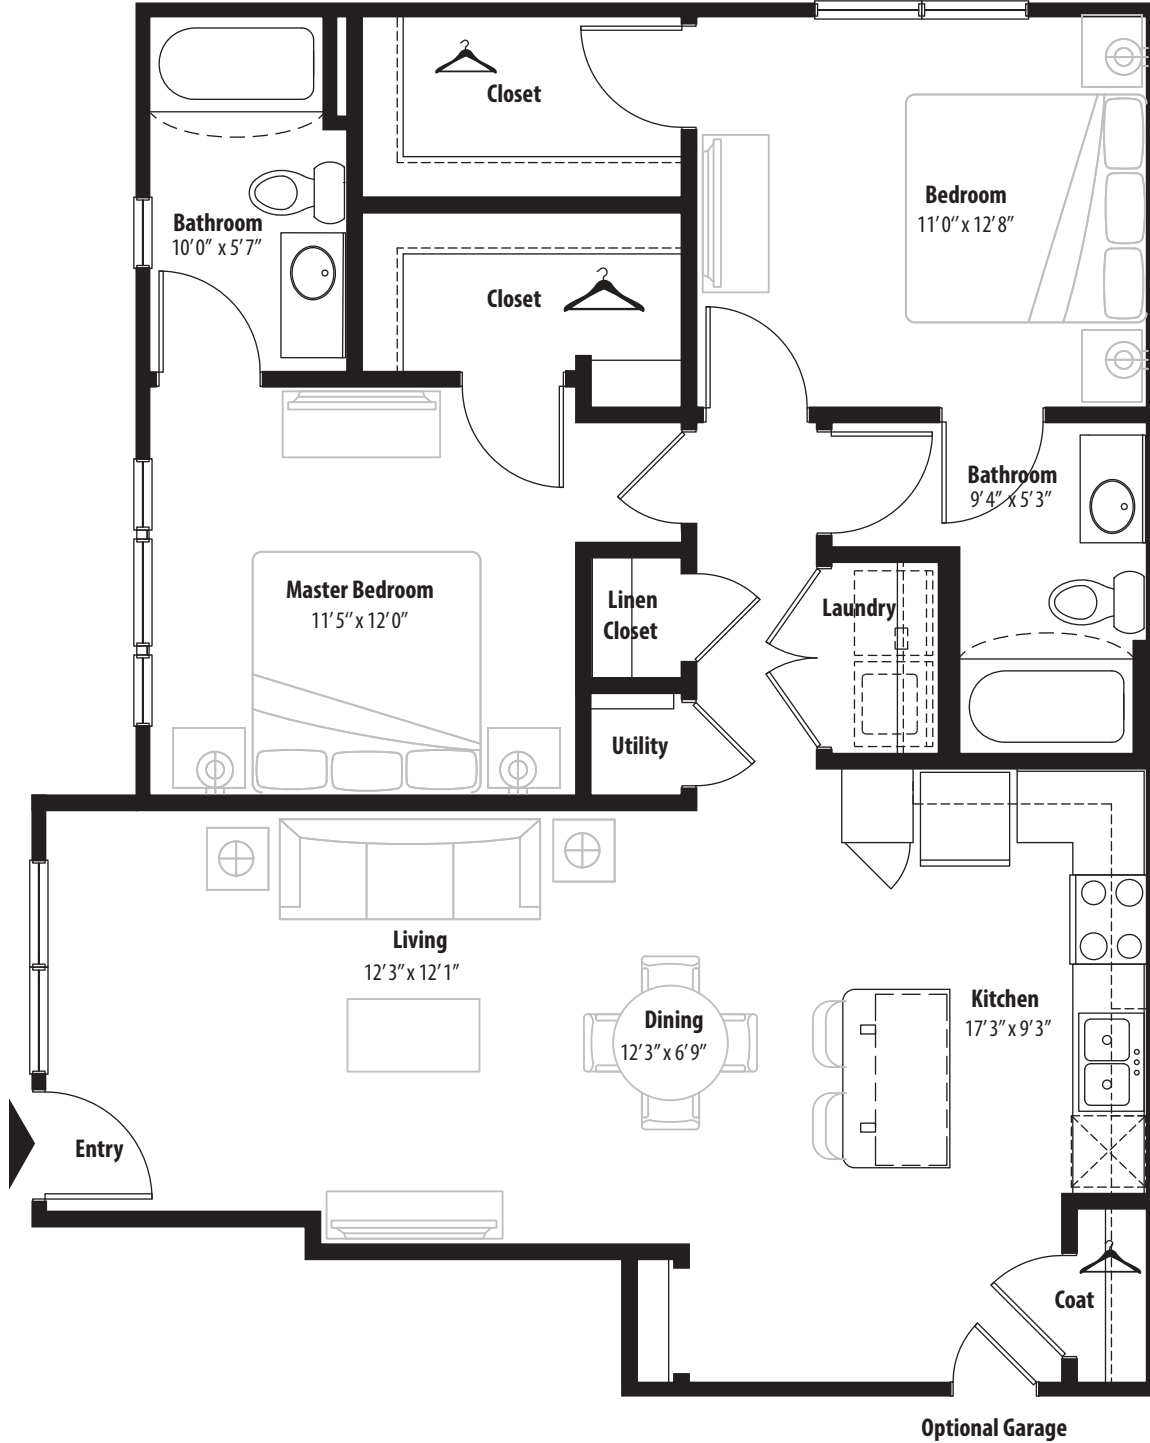 Closet
Bathroom
10'0" x 5'7"
Bedroom
11'0" x 12'8"
Closet
Bathroom
9'4" x 5'3"
Master Bedroom
11'5" x 12'0"
Linen
Closet
Laundry
Utility
Living
12'3" x 12'1"
Dining
12'3" x 6'9"
Kitchen
17'3" x 9'3"
Entry
Coat
Optional Garage